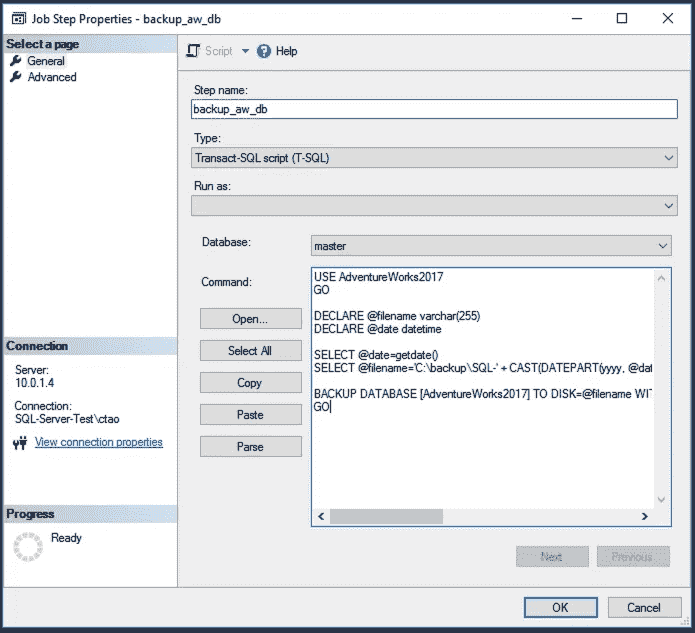 Job Step Properties - backup_aw_db
Select a page
General
Advanced
Script
Help
Step name:
backup_aw_db
Type:
Transact-SQL script (T-SQL)
Run as:
Database:
master
Command:
USE AdventureWorks2017
GO
DECLARE @filename varchar(255)
DECLARE @date datetime
SELECT @date=getdate()
SELECT @filename='C:\backup\SQL-' + CAST(DATEPART(yyyy, @dat
BACKUP DATABASE [AdventureWorks2017] TO DISK=@filename WIT
GO
Open...
Select All
Copy
Paste
Parse
Connection
Server:
10.0.1.4
Connection:
SQL-Server-Test\ctao
View connection properties
Progress
Ready
Next
Previous
OK
Cancel